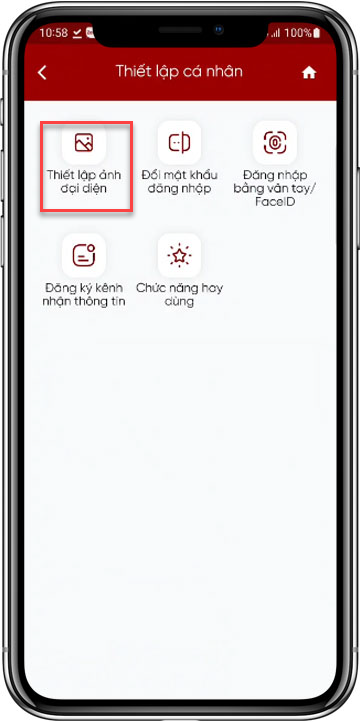 10:58
100%
Thiết lập cá nhân
Thiết lập ảnh
đại diện
Đổi mật khẩu
đăng nhập
Đăng nhập
bằng vân tay/
FaceID
Đăng ký kênh
nhận thông tin
Chức năng hay
dùng